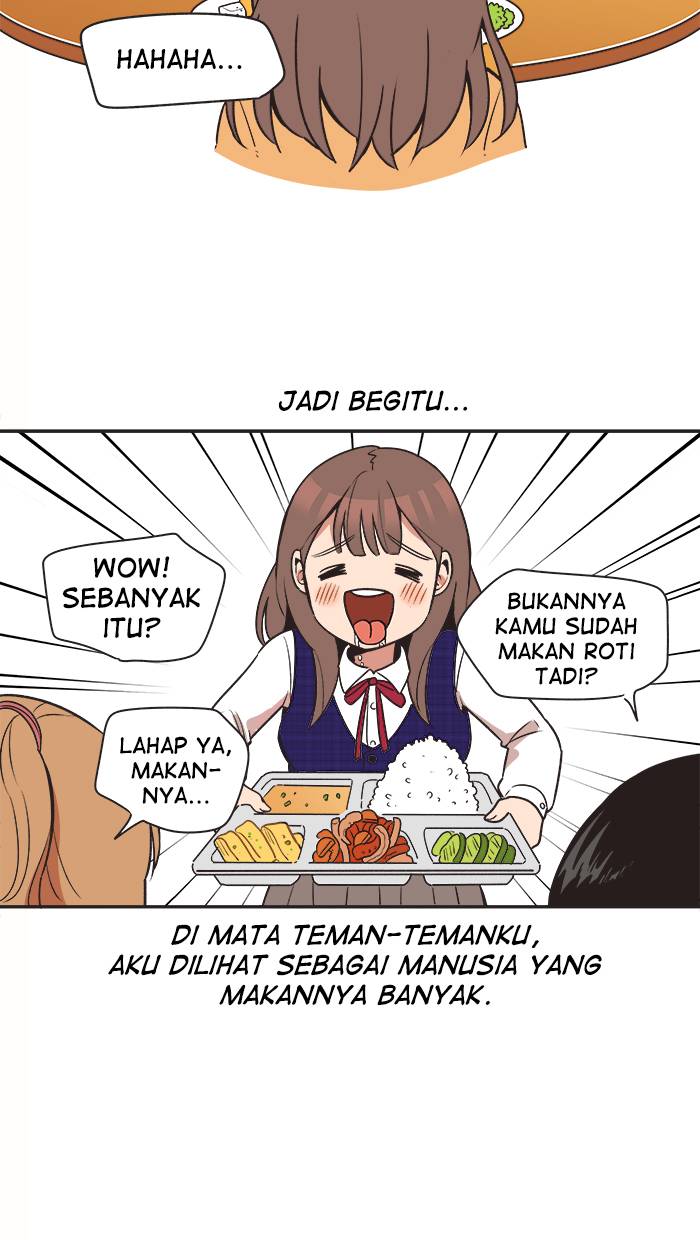 HAHAHA...
JADI BEGITU...
WOW!
SEBANYAK
ITU?
BUKANNYA
KAMU SUDAH
MAKAN ROTI
TADI?
LAHAP YA,
MAKAN-
NYA...
DI MATA TEMAN-TEMANKU,
AKU DILIHAT SEBAGAI MANUSIA YANG
MAKANNYA BANYAK.